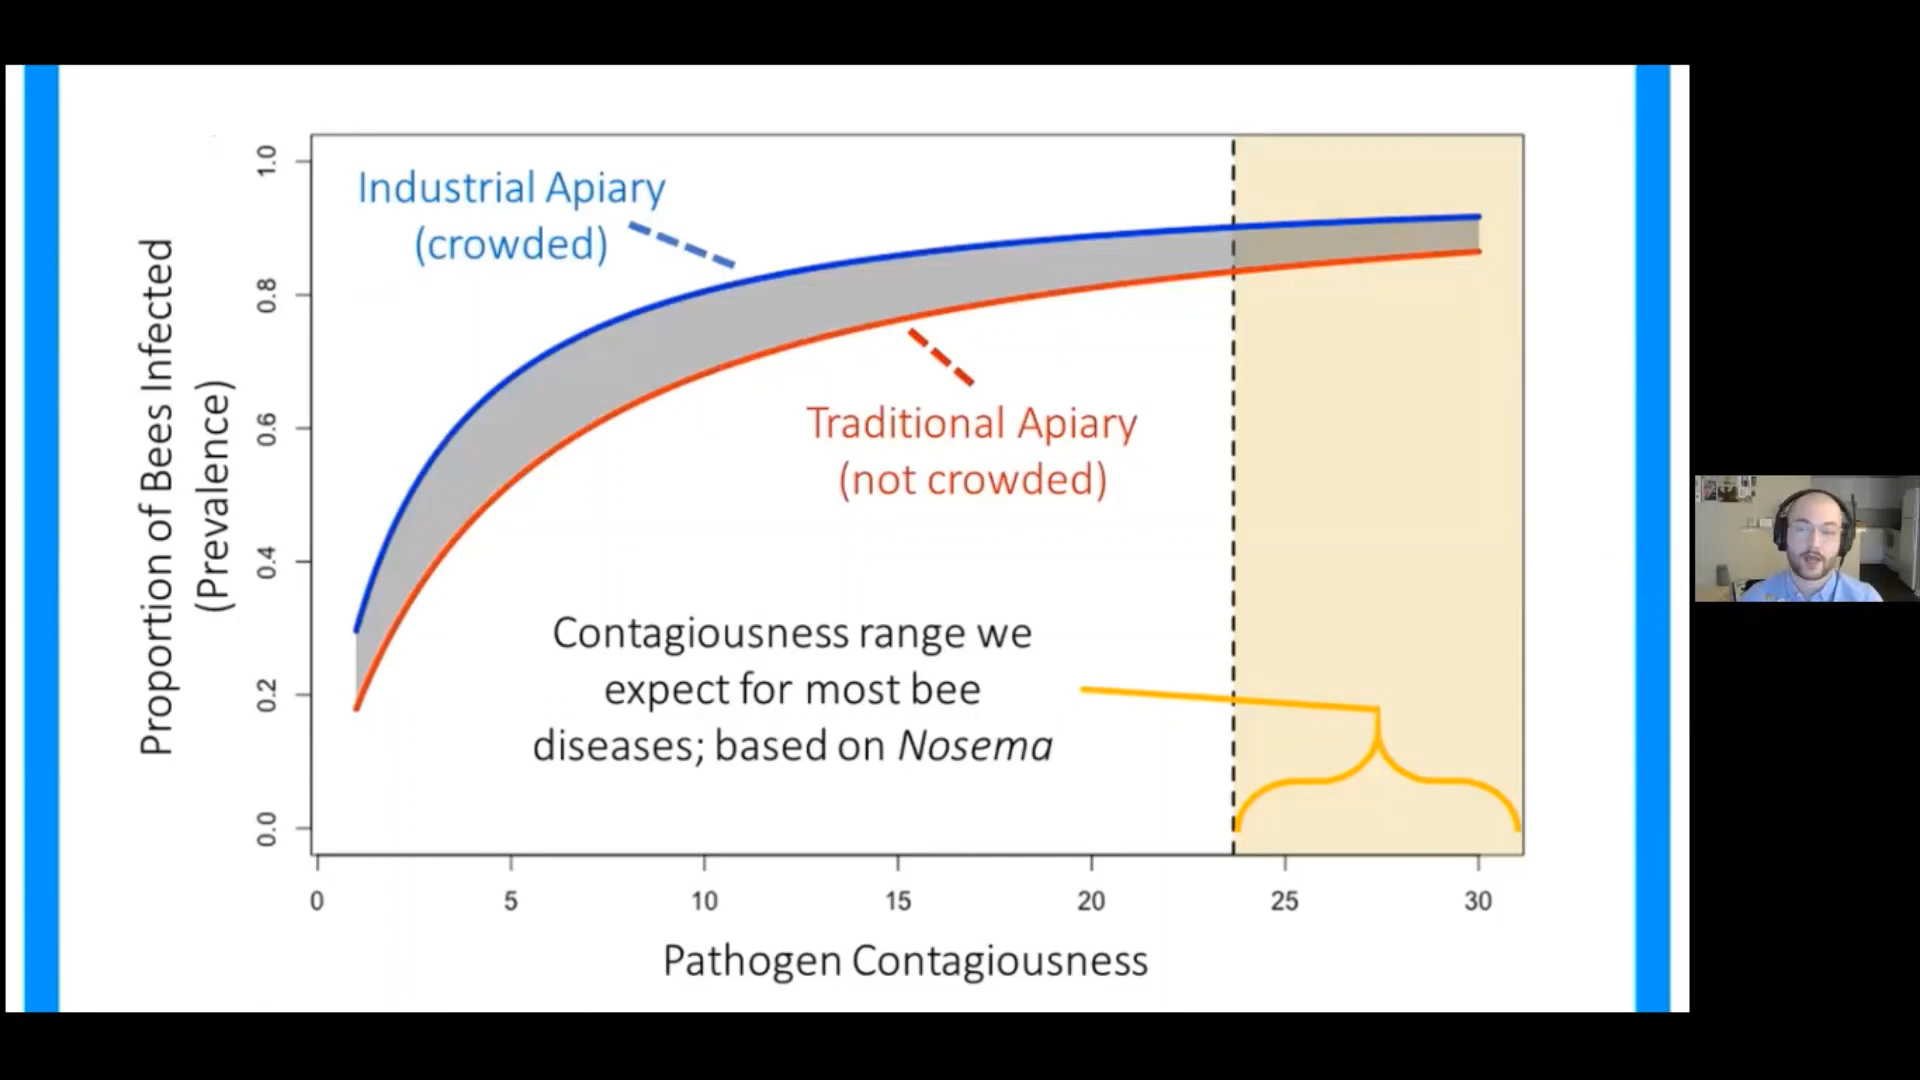 Industrial Apiary
(crowded)
Traditional Apiary
(not crowded)
Contagiousness range we
expect for most bee
diseases; based on Nosema
Proportion of Bees Infected
(Prevalence)
1.0
0.8
0.6
0.4
0.2
0.0
0 5 10 15 20 25 30
Pathogen Contagiousness